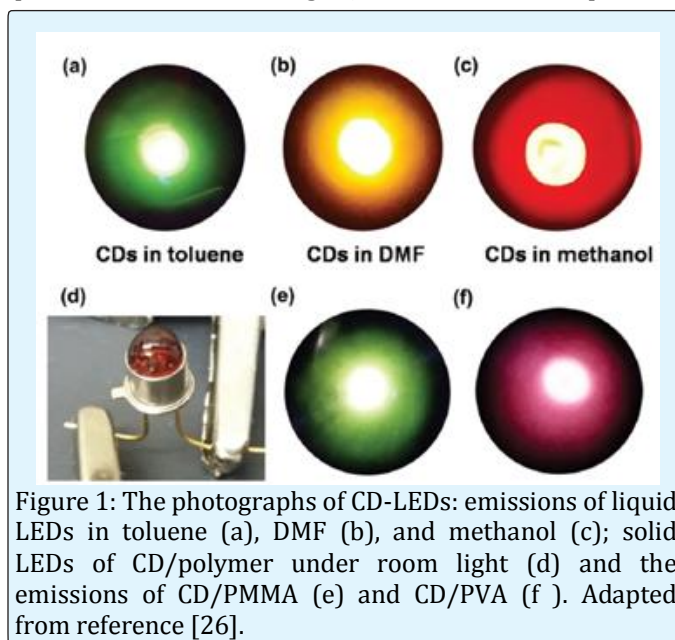 (a)
(b)
(c)
CDs in toluene
CDs in DMF
CDs in methanol
(d)
(e)
(f)
Figure 1: The photographs of CD-LEDs: emissions of liquid
LEDs in toluene (a), DMF (b), and methanol (c); solid
LEDs of CD/polymer under room light (d) and the
emissions of CD/PMMA (e) and CD/PVA (f ). Adapted
from reference [26].